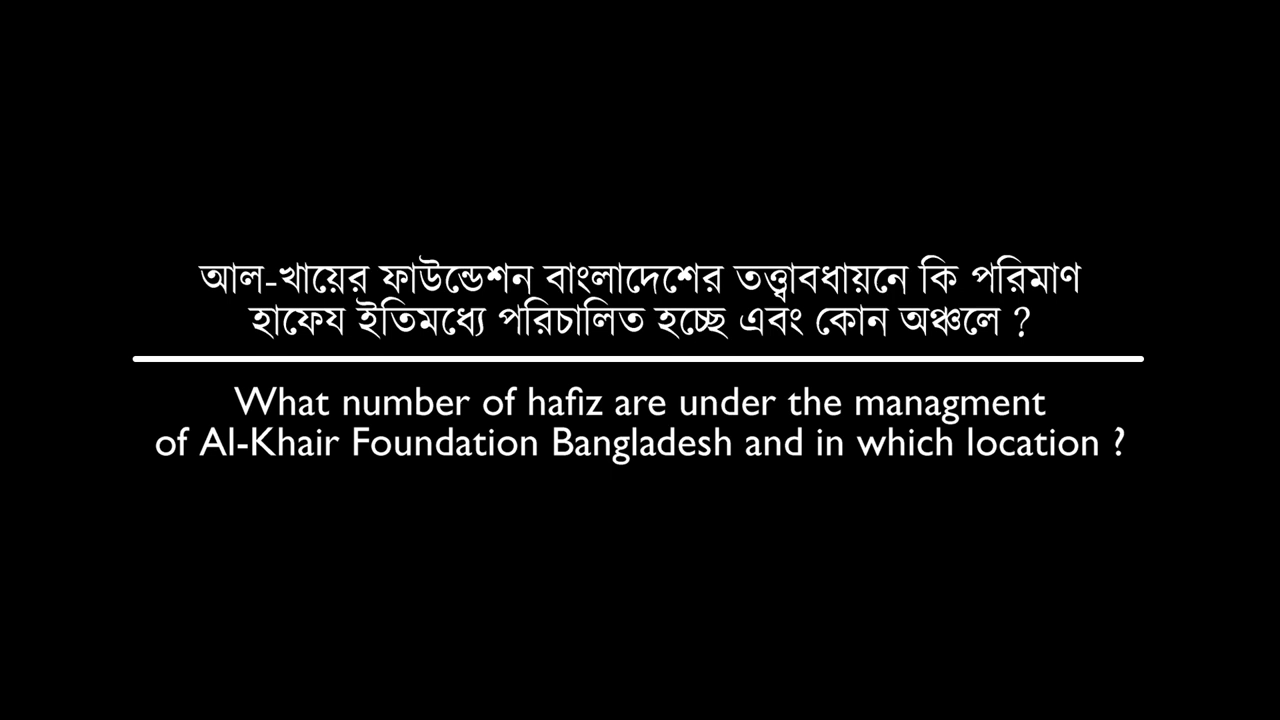 আল-খায়ের ফাউন্ডেশন বাংলাদেশের তত্ত্বাবধায়নে কি পরিমাণ
হাফেয ইতিমধ্যে পরিচালিত হচ্ছে এবং কোন অঞ্চলে ?
What number of hafiz are under the managment
of Al-Khair Foundation Bangladesh and in which location ?